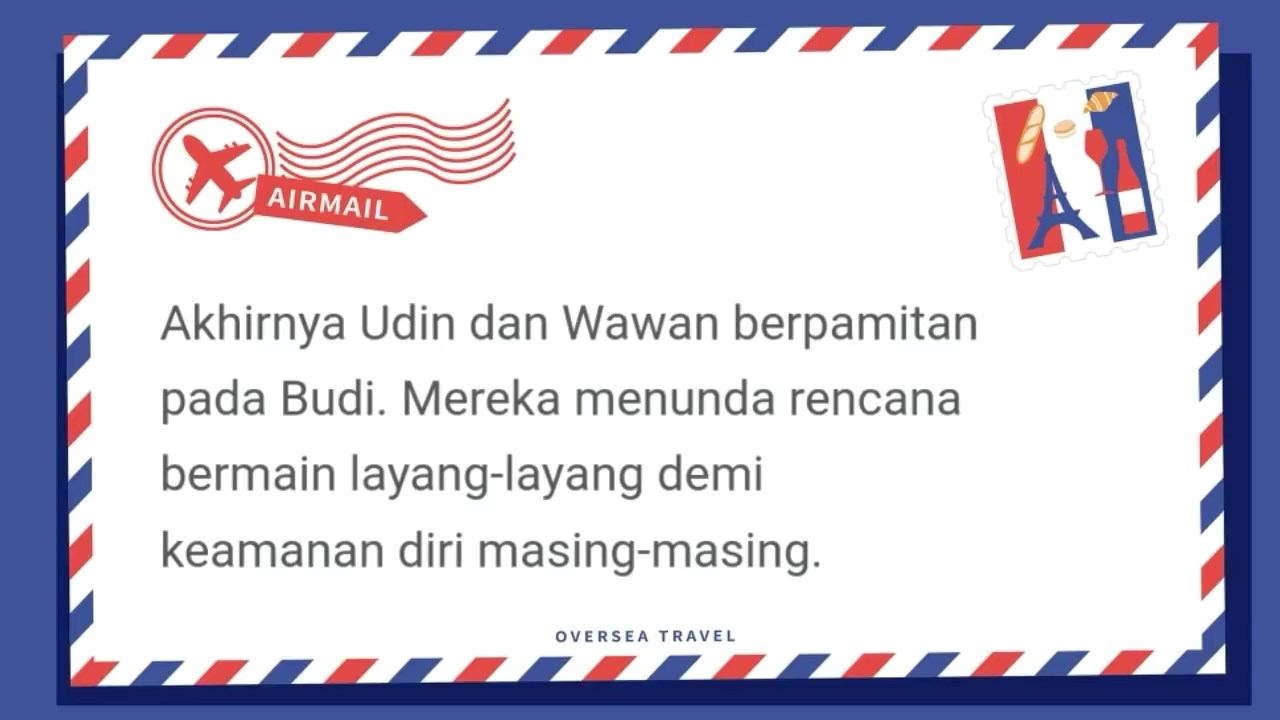 AIRMAIL
Akhirnya Udin dan Wawan berpamitan
pada Budi. Mereka menunda rencana
bermain layang-layang demi
keamanan diri masing-masing.
OVERSEA TRAVEL